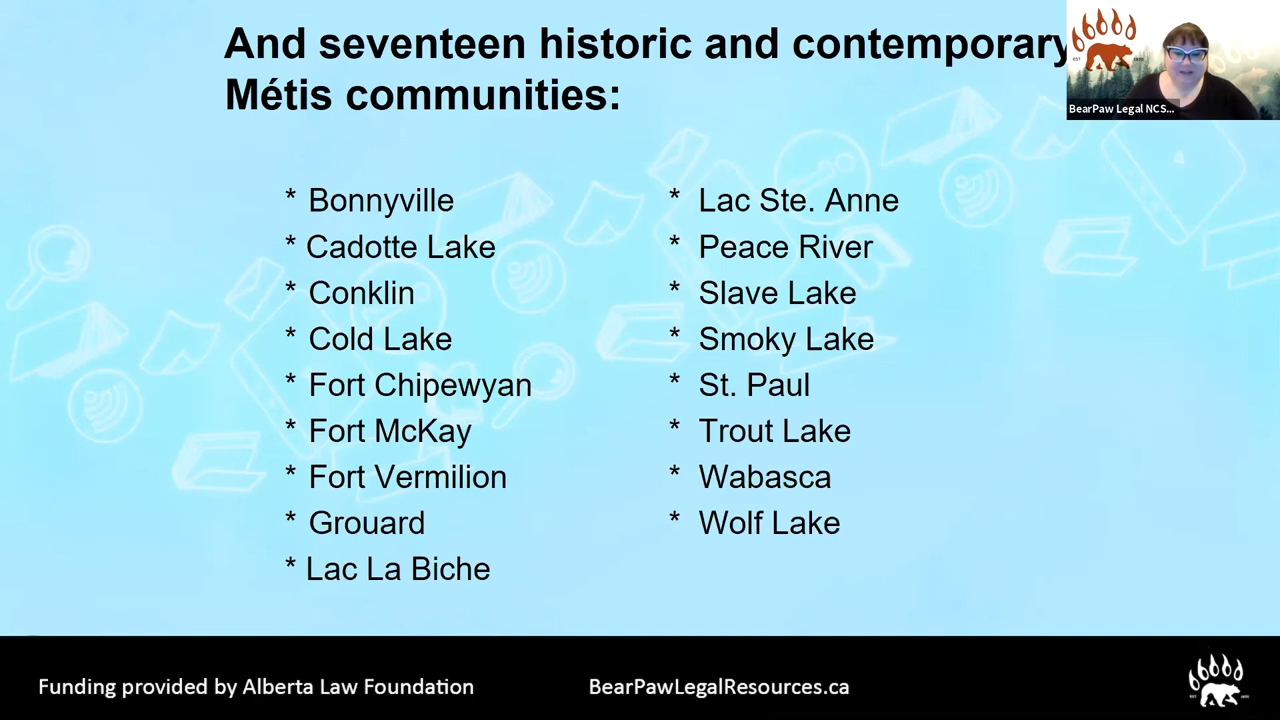 And seventeen historic and contemporary
Métis communities:
* Bonnyville
* Cadotte Lake
* Conklin
* Cold Lake
* Fort Chipewyan
* Fort McKay
* Fort Vermilion
* Grouard
* Lac La Biche
* Lac Ste. Anne
* Peace River
* Slave Lake
* Smoky Lake
* St. Paul
* Trout Lake
* Wabasca
* Wolf Lake
BearPaw Legal NCS...
Funding provided by Alberta Law Foundation
BearPawLegalResources.ca